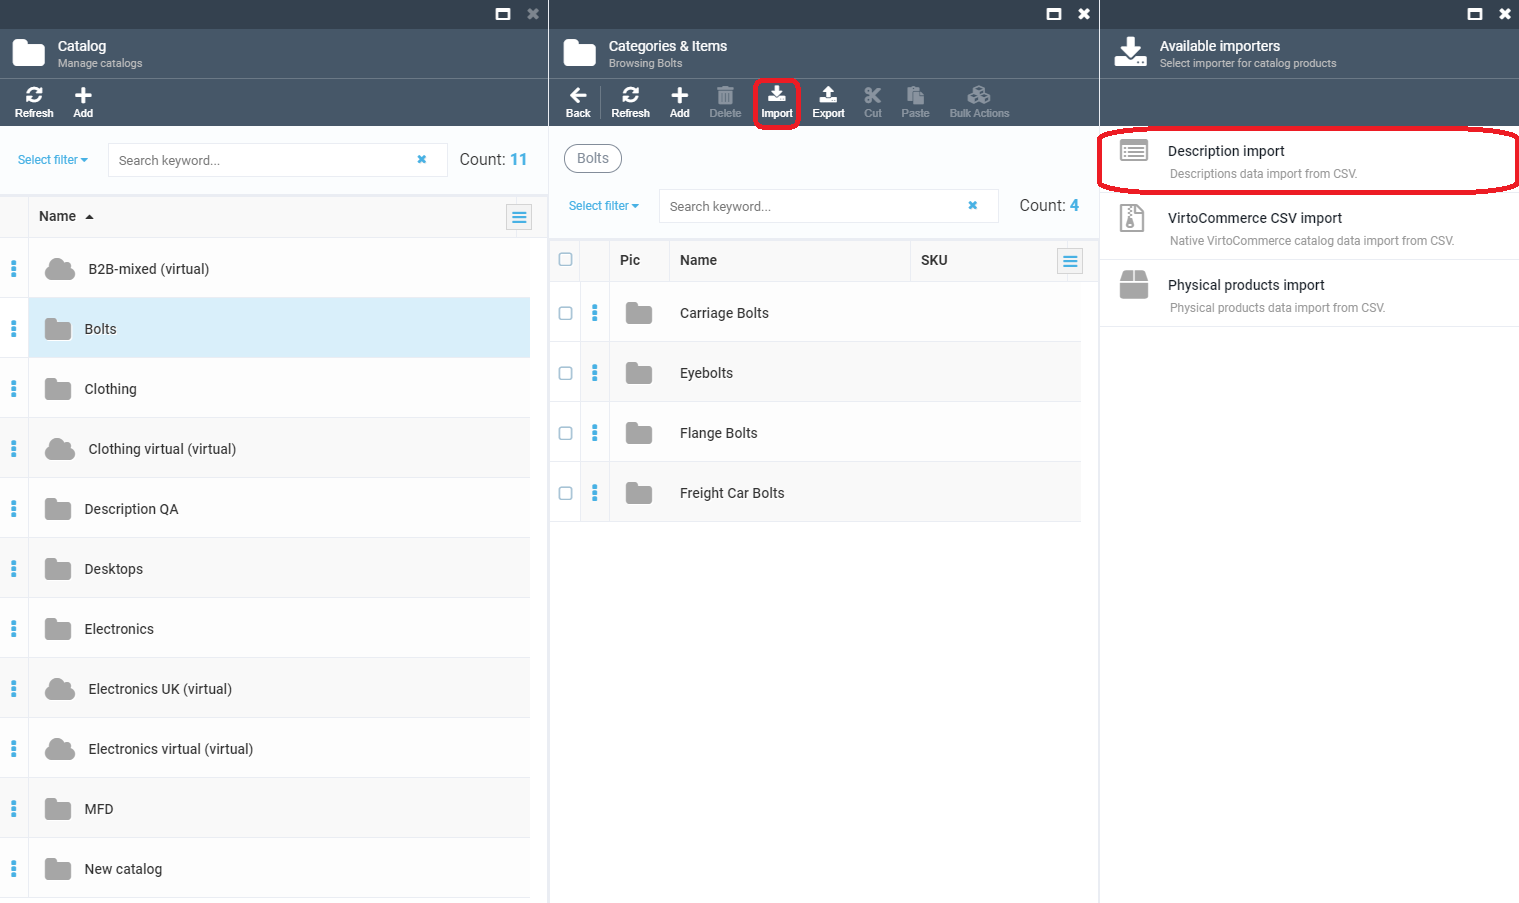 Catalog
Manage catalogs
Refresh
Add
Select filter
Search keyword...
Count: 11
Name
B2B-mixed (virtual)
Bolts
Clothing
Clothing virtual (virtual)
Description QA
Desktops
Electronics
Electronics UK (virtual)
Electronics virtual (virtual)
MFD
New catalog
Categories & Items
Browsing Bolts
Back
Refresh
Add
Delete
Import
Export
Cut
Paste
Bulk Actions
Bolts
Select filter
Search keyword...
Count: 4
Pic
Name
SKU
Carriage Bolts
Eyebolts
Flange Bolts
Freight Car Bolts
Available importers
Select importer for catalog products
Description import
Descriptions data import from CSV.
VirtoCommerce CSV import
Native VirtoCommerce catalog data import from CSV.
Physical products import
Physical products data import from CSV.